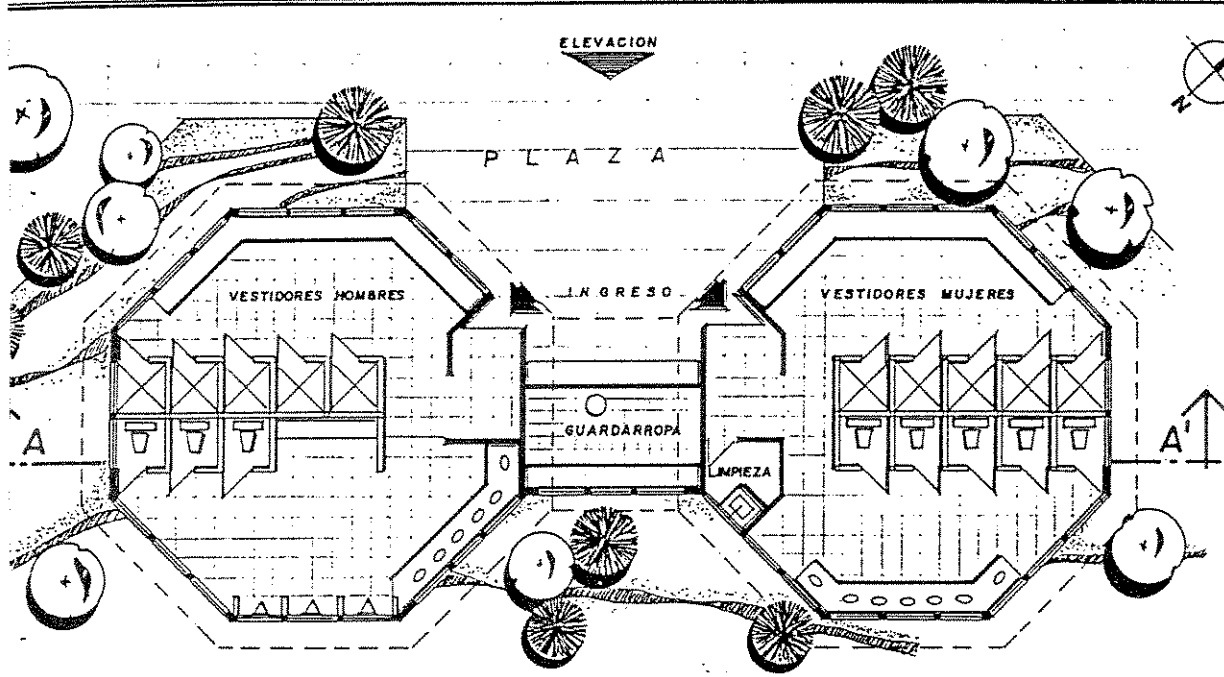 ELEVACION
N
PLAZA
INGRESO
VESTIDORES HOMBRES
VESTIDORES MUJERES
GUARDARROPA
LIMPIEZA
A
A'